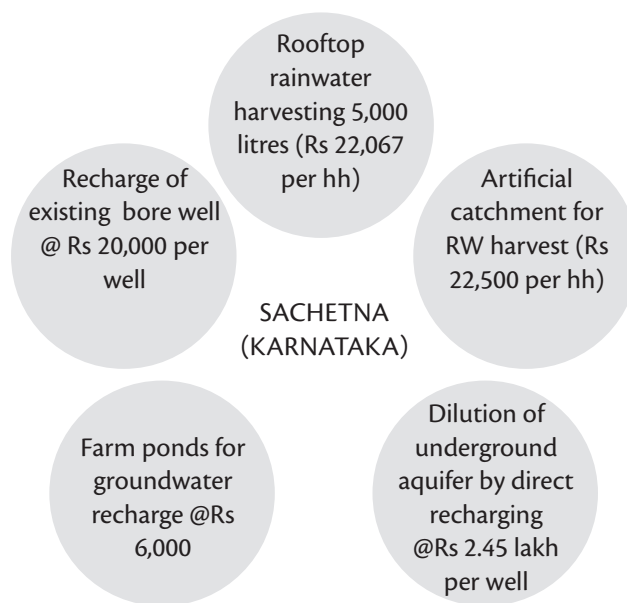 Rooftop
rainwater
harvesting 5,000
litres (Rs 22,067
per hh)
Recharge of
existing bore well
@ Rs 20,000 per
well
Artificial
catchment for
RW harvest (Rs
22,500 per hh)
SACHETNA
(KARNATAKA)
Farm ponds for
groundwater
recharge @Rs
6,000
Dilution of
underground
aquifer by direct
recharging
@Rs 2.45 lakh
per well